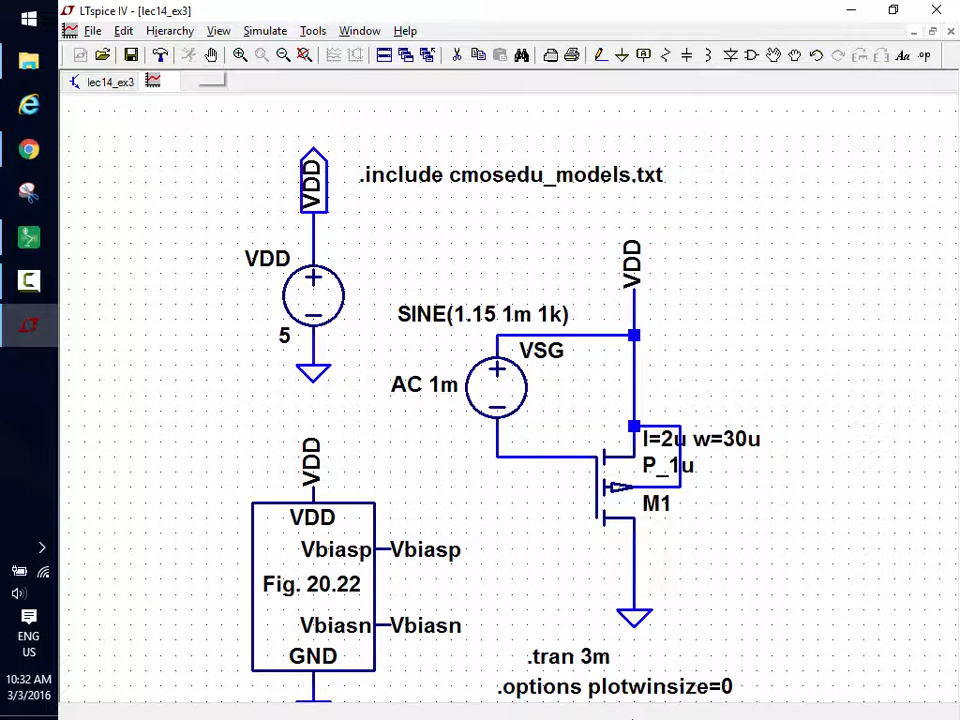 LTspice IV - [lec14_ex3]
File Edit View Simulate Tools Window Help
Aa .op
lec14_ex3
VDD
.include cmosedu_models.txt
VDD
5
VDD
SINE(1.15 1m 1k)
VSG
AC 1m
l=2u w=30u
P_1u
M1
VDD
VDD
Vbiasp
Vbiasp
Fig. 20.22
Vbiasn
Vbiasn
GND
.tran 3m
.options plotwinsize=0
ENG
US
10:32 AM
3/3/2016